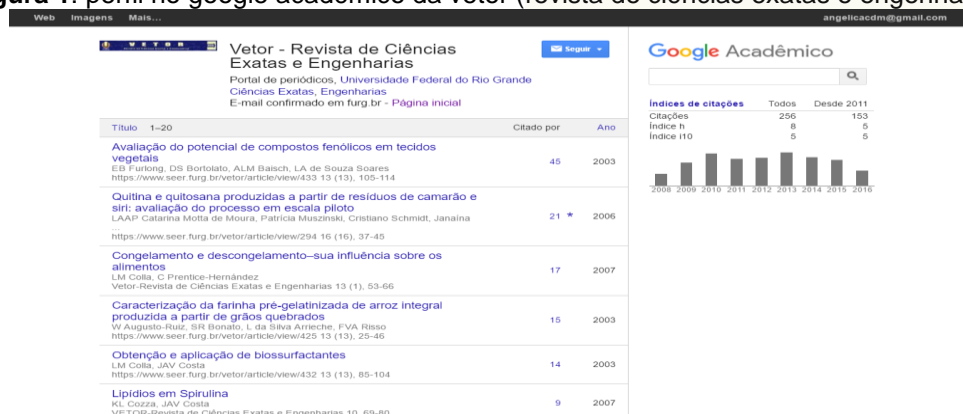 perfil no google acadêmico da vetor (revista de ciências exatas e engenha
Web Imagens Mais...
angelicacdm@gmail.com
VETOR
Vetor - Revista de Ciências
Exatas e Engenharias
Portal de periódicos, Universidade Federal do Rio Grande
Ciências Exatas, Engenharias
E-mail confirmado em furg.br - Página inicial
Seguir
Título 1–20 Citado por Ano
Avaliação do potencial de compostos fenólicos em tecidos
vegetais
EB Furlong, DS Bortolato, ALM Baisch, LA de Souza Soares
https://www.seer.furg.br/vetor/article/view/433 13 (13), 105-114
45 2003
Quitina e quitosana produzidas a partir de resíduos de camarão e
siri: avaliação do processo em escala piloto
LAAP Catarina Motta de Moura, Patrícia Muszinski, Cristiano Schmidt, Janaína
...
https://www.seer.furg.br/vetor/article/view/294 16 (16), 37-45
21 * 2006
Congelamento e descongelamento–sua influência sobre os
alimentos
LM Colla, C Prentice-Hernández
Vetor-Revista de Ciências Exatas e Engenharias 13 (1), 53-66
17 2007
Caracterização da farinha pré-gelatinizada de arroz integral
produzida a partir de grãos quebrados
W Augusto-Ruiz, SR Bonato, L da Silva Arrieche, FVA Risso
https://www.seer.furg.br/vetor/article/view/425 13 (13), 25-46
15 2003
Obtenção e aplicação de biossurfactantes
LM Colla, JAV Costa
https://www.seer.furg.br/vetor/article/view/432 13 (13), 85-104
14 2003
Lipídios em Spirulina
KL Cozza, JAV Costa
VETOR-Revista de Ciências Exatas e Engenharias 10, 69-80
9 2007
Google Acadêmico
Índices de citações Todos Desde 2011
Citações 256 153
Índice h 8 5
Índice i10 5 5
2008 2009 2010 2011 2012 2013 2014 2015 2016